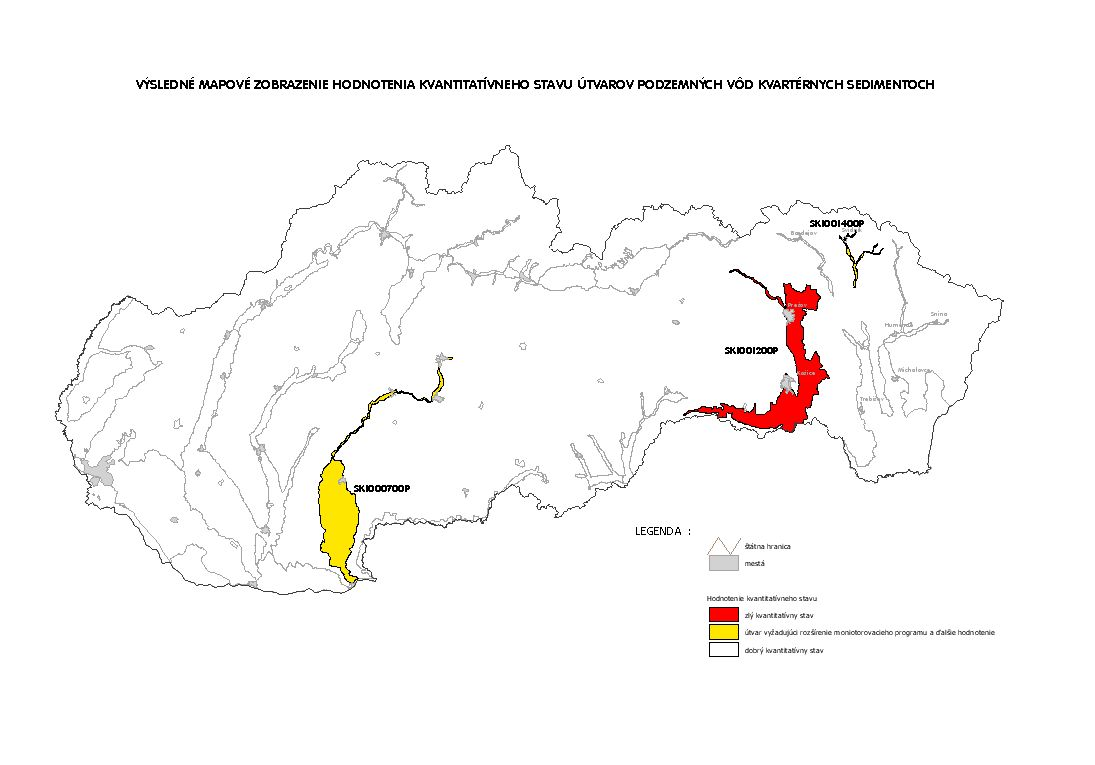 VÝSLEDNÉ MAPOVÉ ZOBRAZENIE HODNOTENIA KVANTITATÍVNEHO STAVU ÚTVAROV PODZEMNÝCH VÔD KVARTÉRNYCH SEDIMENTOCH
SK1001400P
Bardejov
Prešov
Snina
Humenné
SK1001200P
Košice
Michalovce
Trebišov
SK1000700P
LEGENDA :
štátna hranica
mestá
Hodnotenie kvantitatívneho stavu
zlý kvantitatívny stav
útvar vyžadujúci rozšírenie moniotorovacieho programu a ďalšie hodnotenie
dobrý kvantitatívny stav